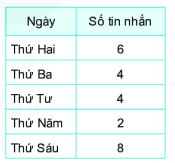 Ngày Số tin nhắn
Thứ Hai 6
Thứ Ba 4
Thứ Tư 4
Thứ Năm 2
Thứ Sáu 8